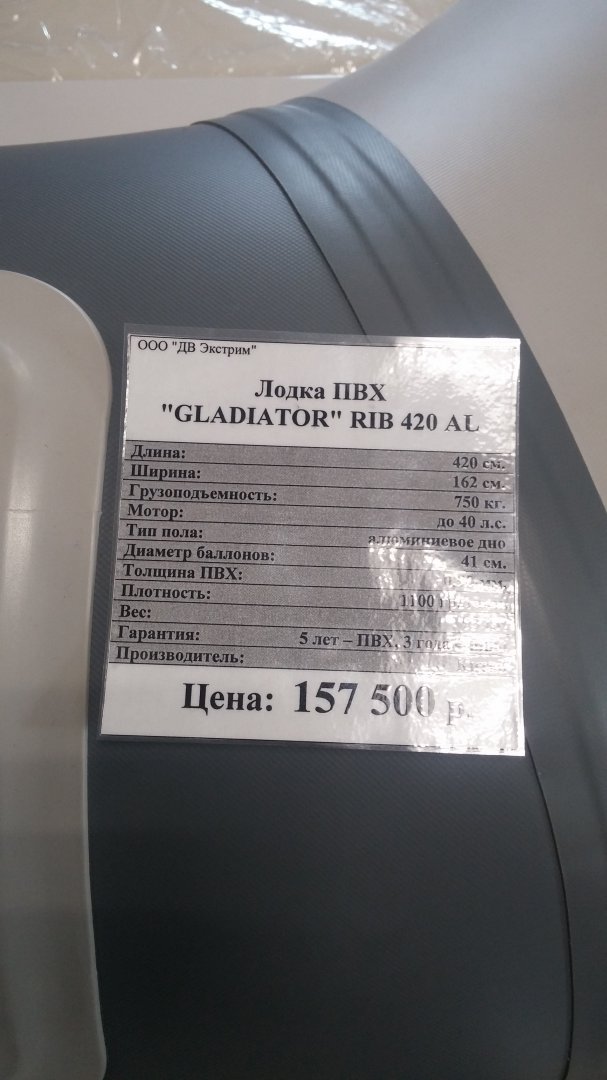 ООО "ДВ Экстрим"
Лодка ПВХ
"GLADIATOR" RIB 420 AL
Длина: 420 см.
Ширина: 162 см.
Грузоподъемность: 750 кг.
Мотор: до 40 л.с.
Тип пола: алюминиевое дно
Диаметр баллонов: 41 см.
Толщина ПВХ: мм.
Плотность: 1100
Вес:
Гарантия: 5 лет – ПВХ, 3 года
Производитель:
Цена: 157 500 р.